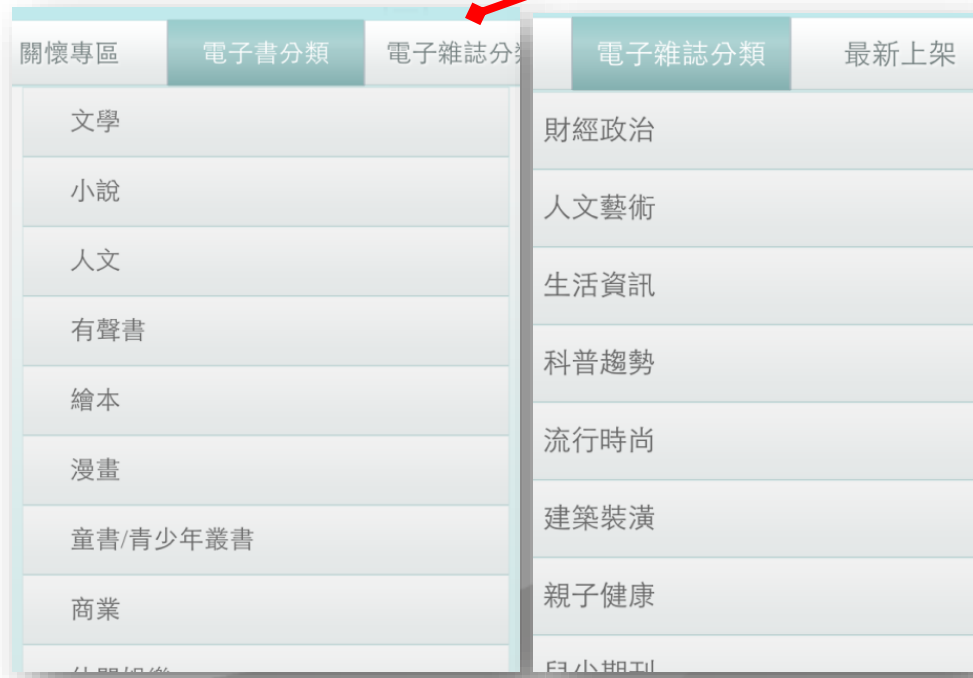 關懷專區 電子書分類 電子雜誌分
文學
小說
人文
有聲書
繪本
漫畫
童書/青少年叢書
商業
電子雜誌分類 最新上架
財經政治
人文藝術
生活資訊
科普趨勢
流行時尚
建築裝潢
親子健康